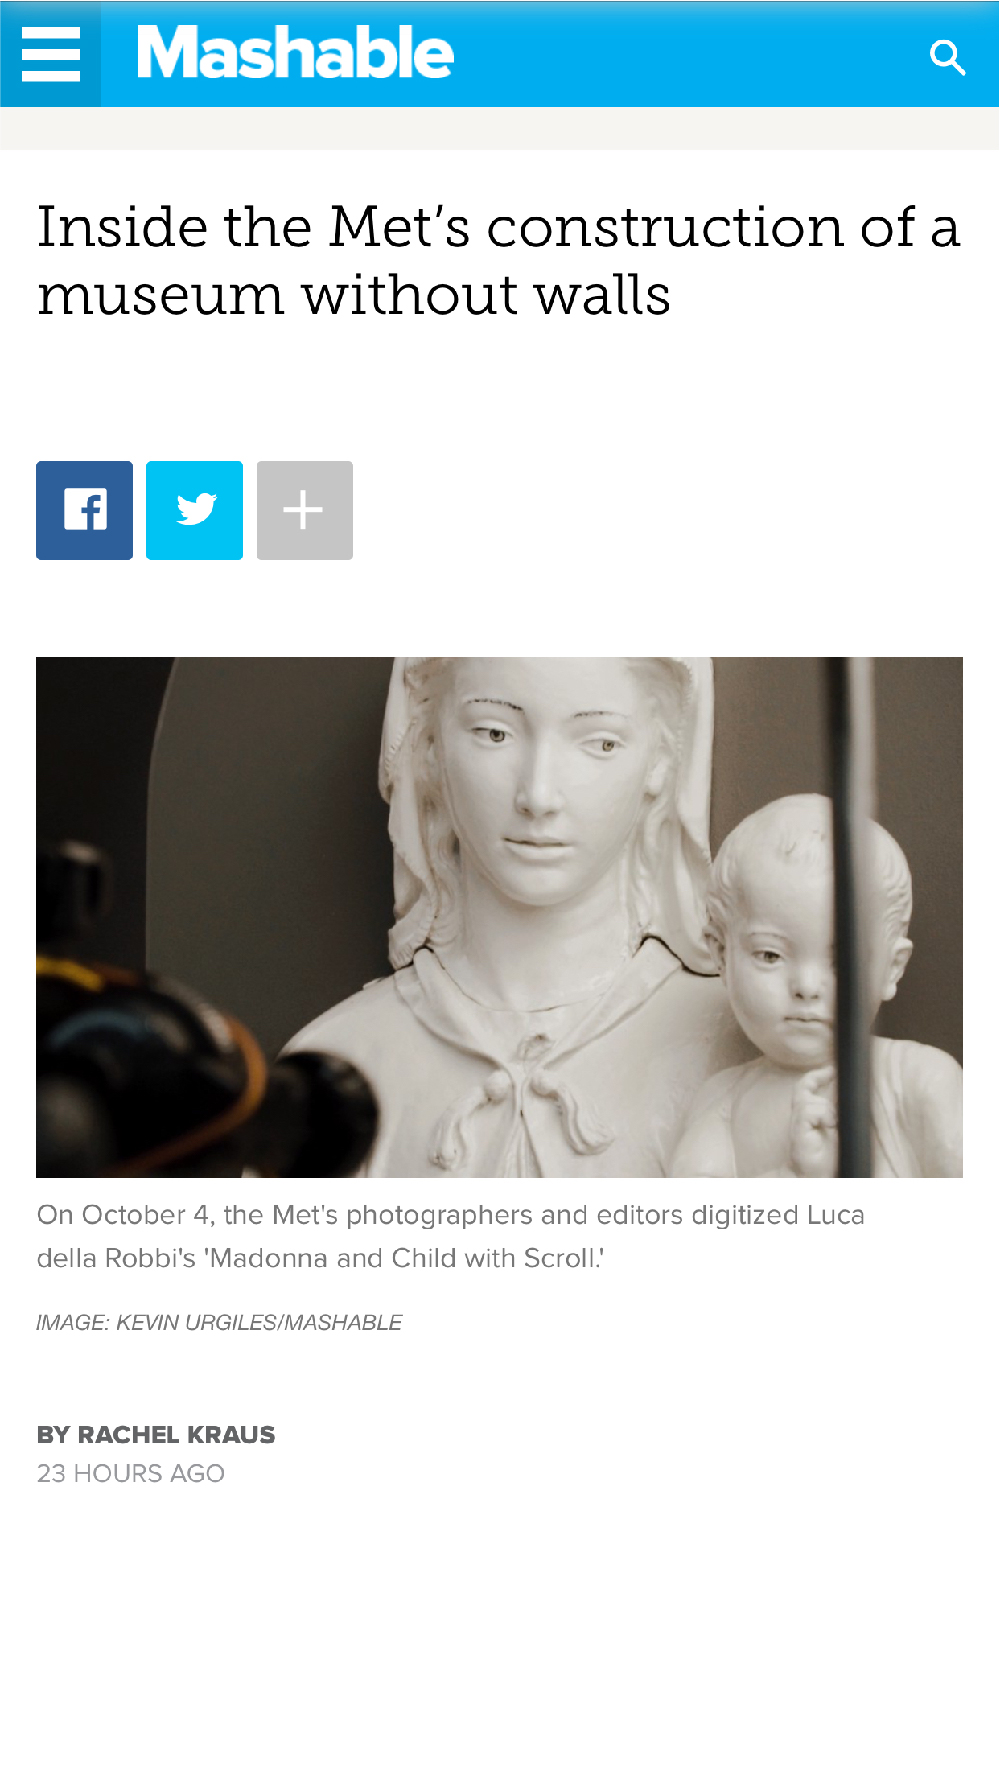 Mashable
Inside the Met’s construction of a
museum without walls
On October 4, the Met's photographers and editors digitized Luca
della Robbi's 'Madonna and Child with Scroll.'
IMAGE: KEVIN URGILES/MASHABLE
BY RACHEL KRAUS
23 HOURS AGO